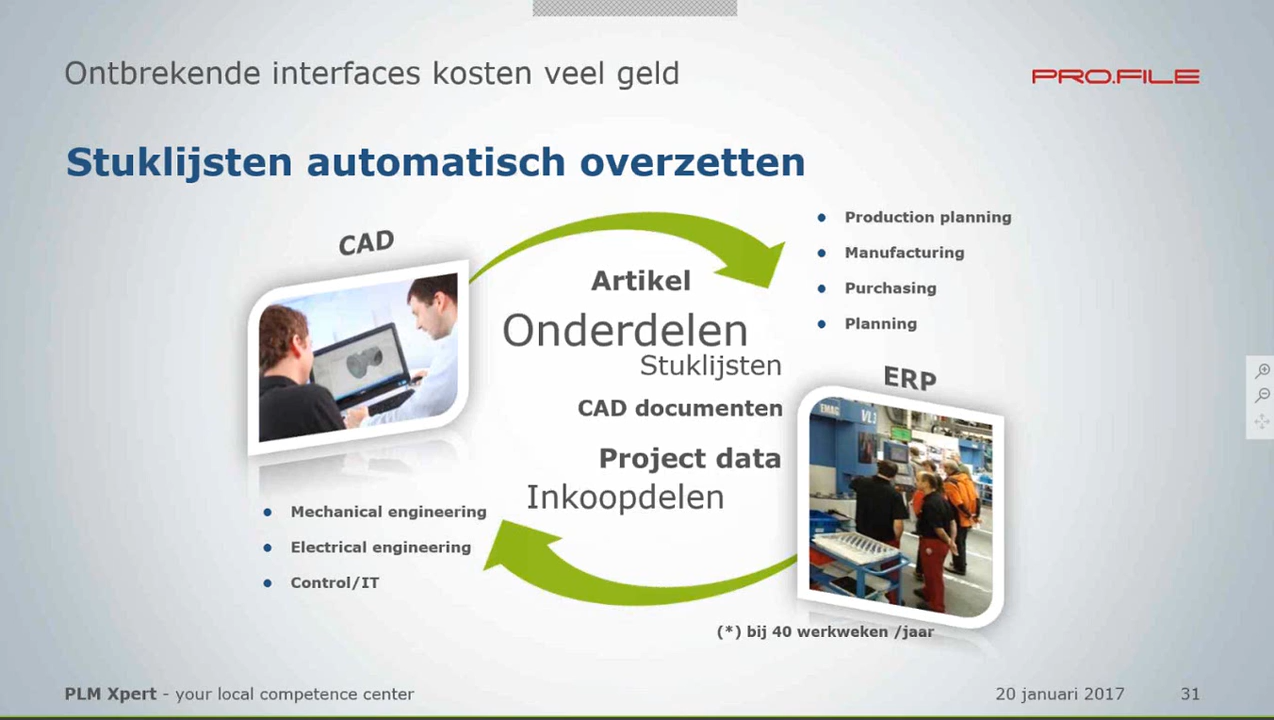 Ontbrekende interfaces kosten veel geld
PRO.FILE
Stuklijsten automatisch overzetten
CAD
Artikel
Onderdelen
Stuklijsten
CAD documenten
Project data
Inkoopdelen
Production planning
Manufacturing
Purchasing
Planning
ERP
EMAG
VL3
Mechanical engineering
Electrical engineering
Control/IT
(*) bij 40 werkweken /jaar
PLM Xpert - your local competence center
20 januari 2017
31